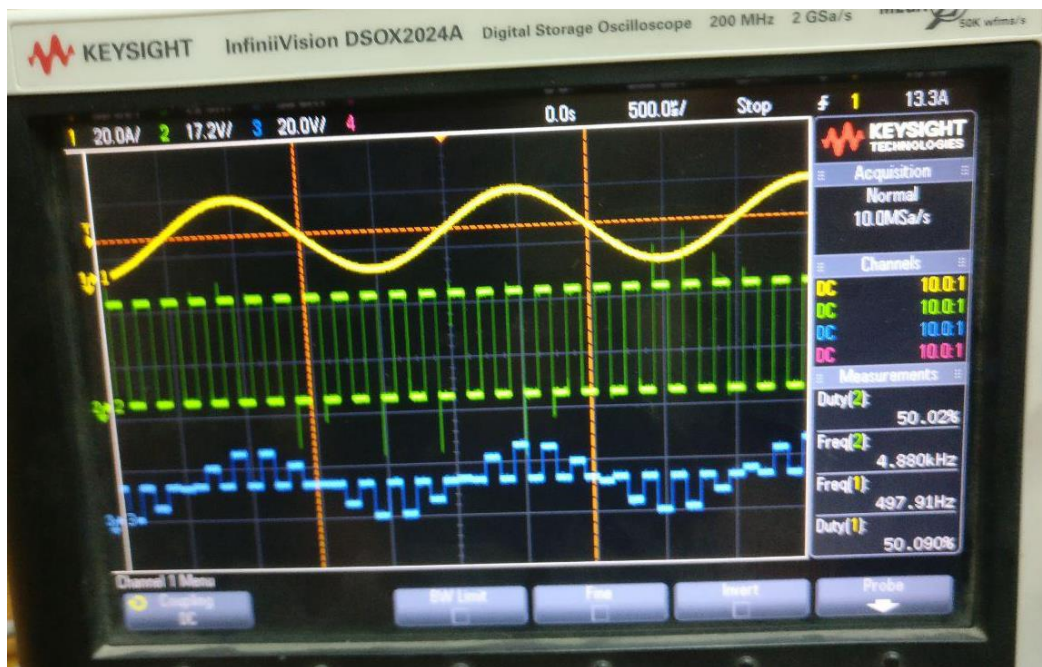 KEYSIGHT InfiniiVision DSOX2024A Digital Storage Oscilloscope 200 MHz 2 GSa/s
50K wfms/s
1 20.0A/ 2 17.2V/ 3 20.0V/ 4 0.0s 500.0 Stop 1 13.3A
KEYSIGHT
TECHNOLOGIES
Acquisition
Normal
10.0MSa/s
Channels
DC 10.0:1
DC 10.0:1
DC 10.0:1
DC 10.0:1
Measurements
Duty(2):
50.02%
Freq(2):
4.880kHz
Freq(1):
497.91Hz
Duty(1):
50.090%
Channel 1 Menu
Coupling
DC
BW Limit
Fine
Invert
Probe